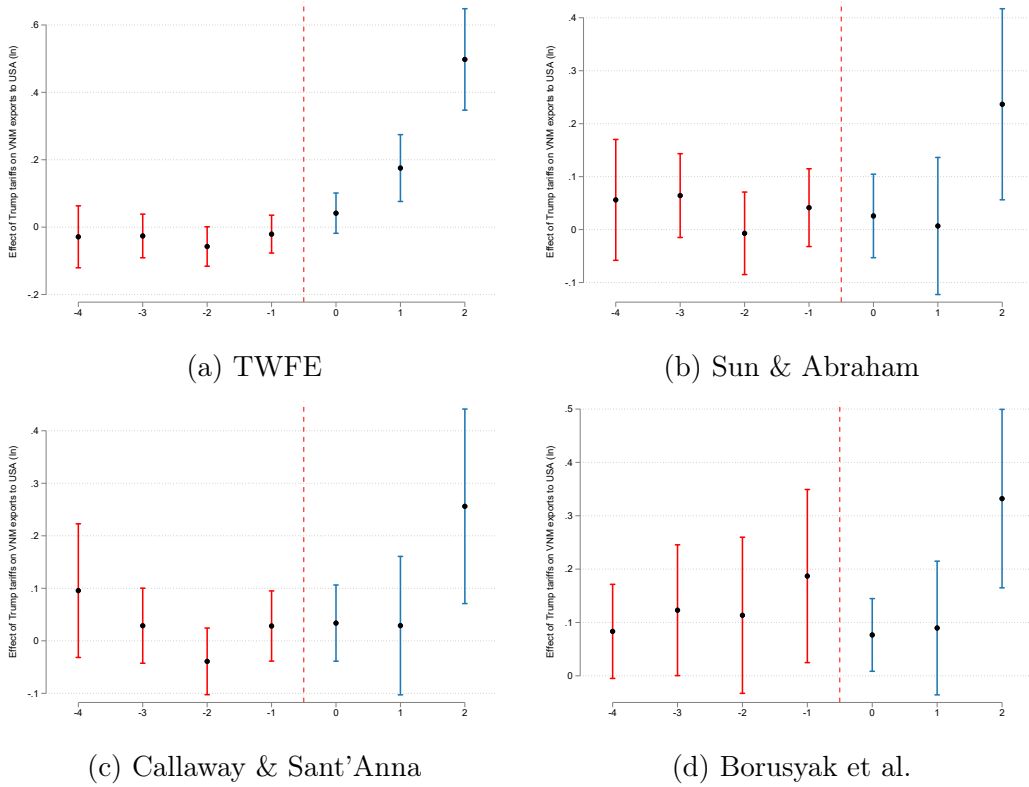 Effect of Trump tariffs on VNM exports to USA (ln)
.6
.4
.2
0
-.2
-4 -3 -2 -1 0 1 2
(a) TWFE
Effect of Trump tariffs on VNM exports to USA (ln)
.4
.3
.2
.1
0
-.1
-4 -3 -2 -1 0 1 2
(b) Sun & Abraham
Effect of Trump tariffs on VNM exports to USA (ln)
.4
.3
.2
.1
0
-.1
-4 -3 -2 -1 0 1 2
(c) Callaway & Sant'Anna
Effect of Trump tariffs on VNM exports to USA (ln)
.5
.4
.3
.2
.1
0
-4 -3 -2 -1 0 1 2
(d) Borusyak et al.